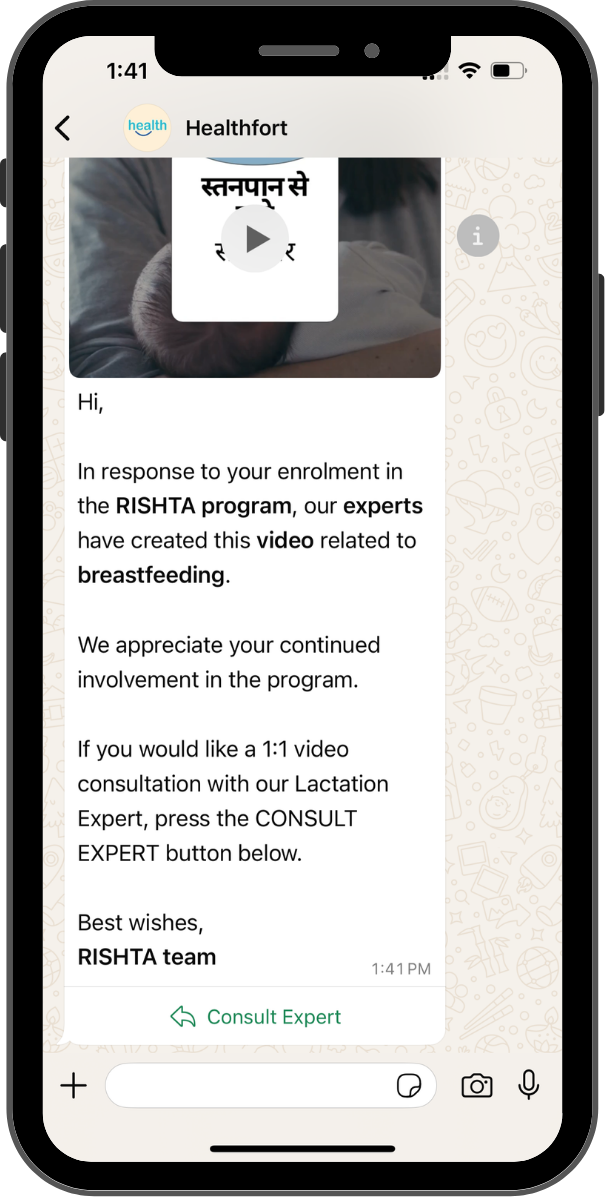 1:41
health
Healthfort
स्तनपान से
i
Hi,
In response to your enrolment in
the RISHTA program, our experts
have created this video related to
breastfeeding.
We appreciate your continued
involvement in the program.
If you would like a 1:1 video
consultation with our Lactation
Expert, press the CONSULT
EXPERT button below.
Best wishes,
RISHTA team
1:41 PM
Consult Expert